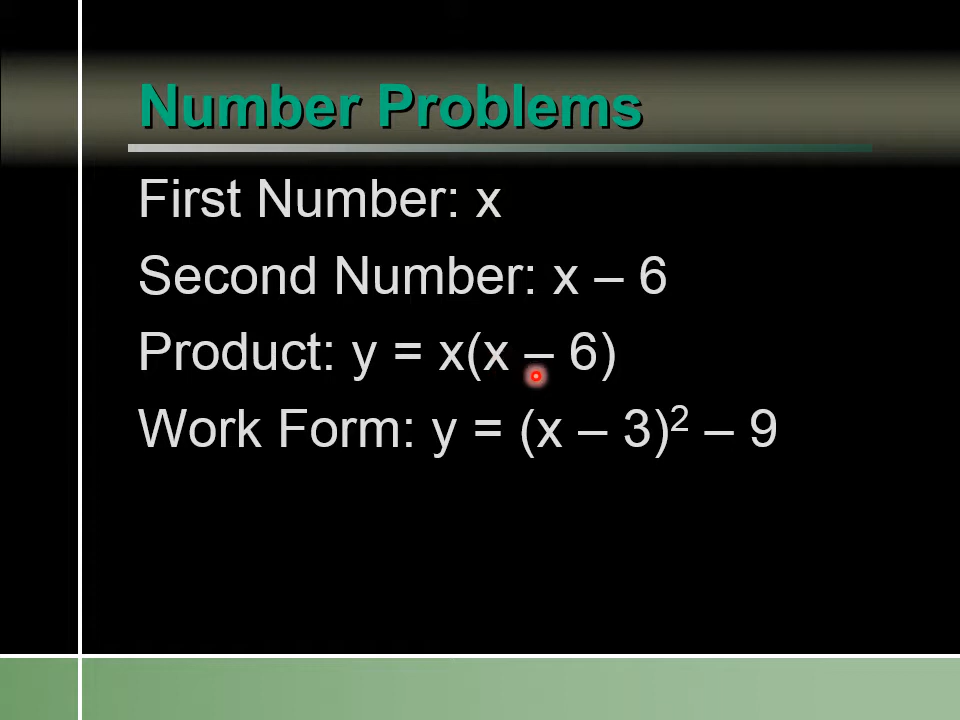 Number Problems
First Number: x
Second Number: x – 6
Product: y = x(x – 6)
Work Form: y = (x – 3)² – 9